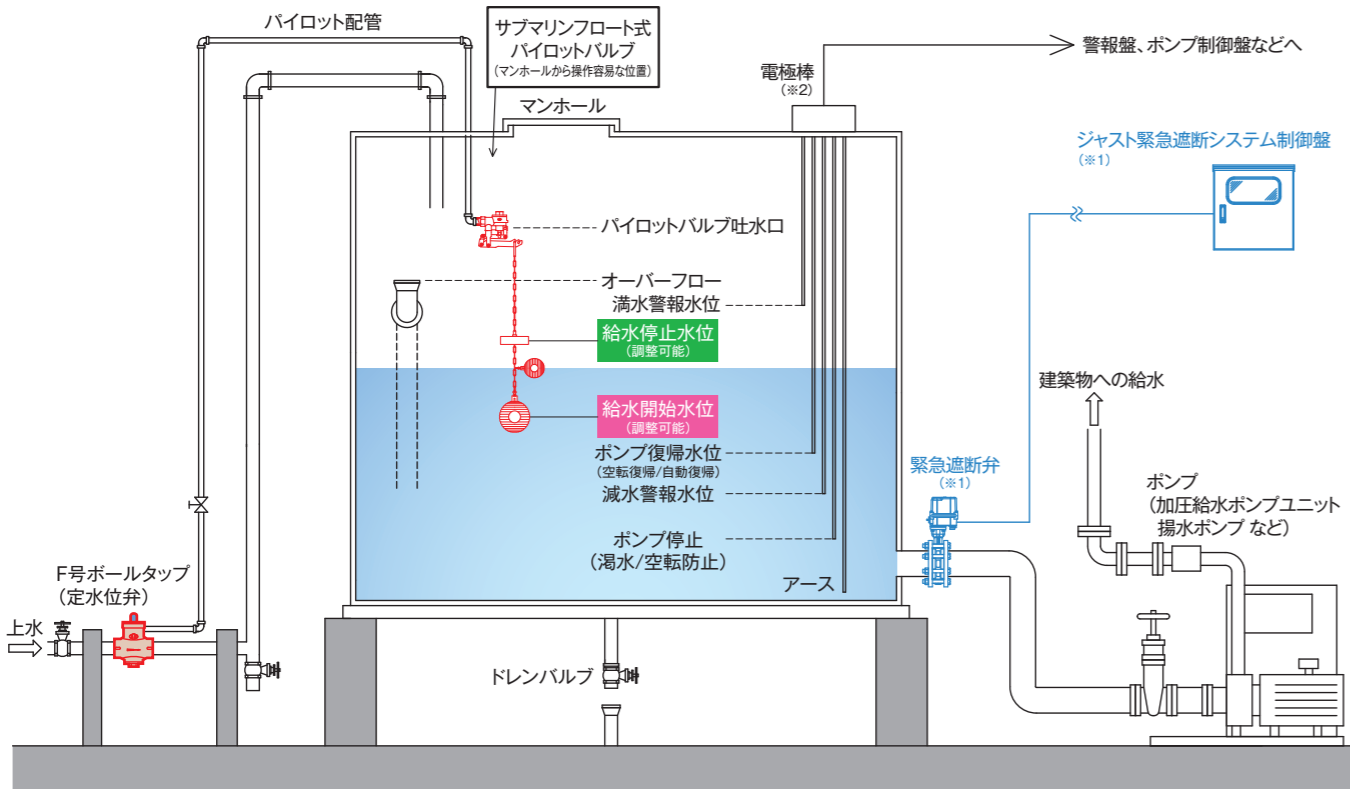 パイロット配管
サブマリンフロート式
パイロットバルブ
(マンホールから操作容易な位置)
マンホール
電極棒
(※2)
警報盤、ポンプ制御盤などへ
ジャスト緊急遮断システム制御盤
(※1)
パイロットバルブ吐水口
オーバーフロー
満水警報水位
給水停止水位
(調整可能)
給水開始水位
(調整可能)
ポンプ復帰水位
(空転復帰/自動復帰)
減水警報水位
ポンプ停止
(渇水/空転防止)
アース
緊急遮断弁
(※1)
建築物への給水
ポンプ
(加圧給水ポンプユニット
揚水ポンプ など)
F号ボールタップ
(定水位弁)
上水
ドレンバルブ